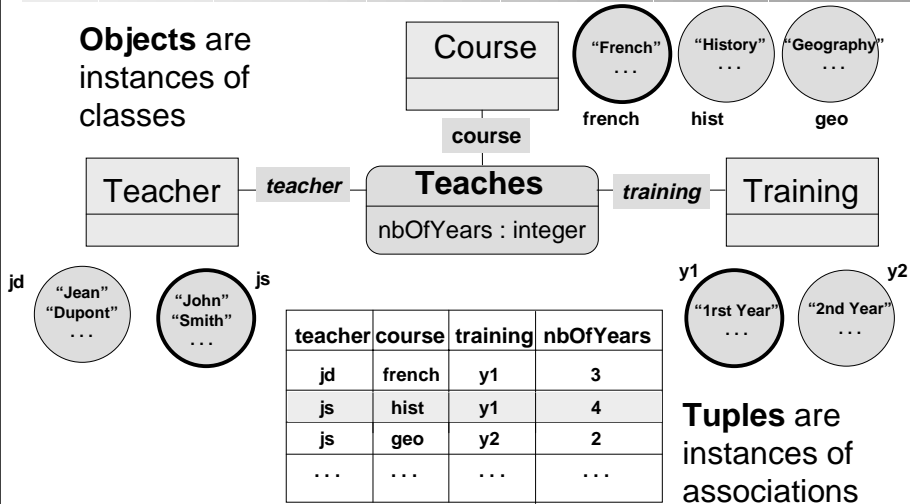 Objects are
instances of
classes
Course
“French”
. . .
“History”
. . .
“Geography”
. . .
french
hist
geo
course
Teacher
teacher
Teaches
nbOfYears : integer
training
Training
jd
“Jean”
“Dupont”
. . .
“John”
“Smith”
. . .
js
y1
“1rst Year”
. . .
“2nd Year”
. . .
y2
teacher course training nbOfYears
jd french y1 3
js hist y1 4
js geo y2 2
. . . . . . . . . . . .
Tuples are
instances of
associations